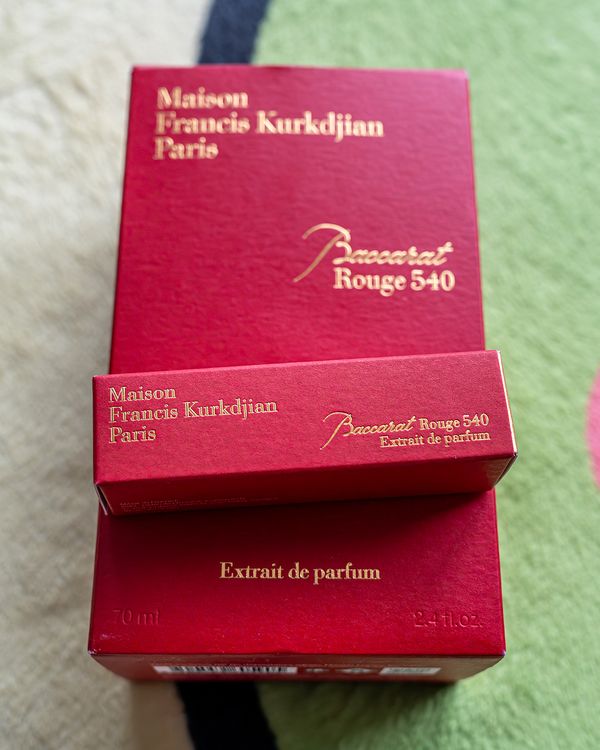 Maison
Francis Kurkdjian
Paris
Baccarat
Rouge 540
Maison
Francis Kurkdjian
Paris
Baccarat Rouge 540
Extrait de parfum
Extrait de parfum
70 ml 2.4 fl.oz.